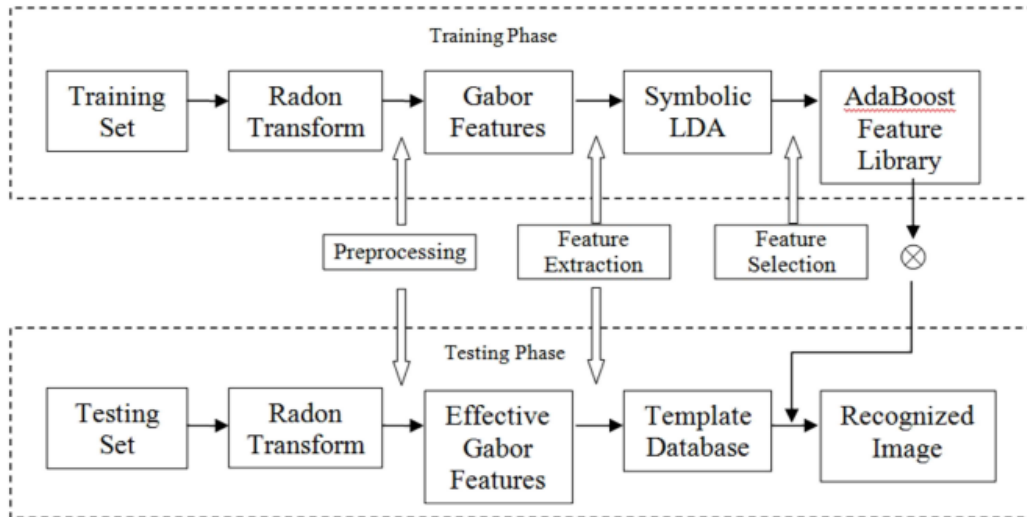 Training Phase
Training
Set
Radon
Transform
Gabor
Features
Symbolic
LDA
AdaBoost
Feature
Library
Preprocessing
Feature
Extraction
Feature
Selection
Testing Phase
Testing
Set
Radon
Transform
Effective
Gabor
Features
Template
Database
Recognized
Image